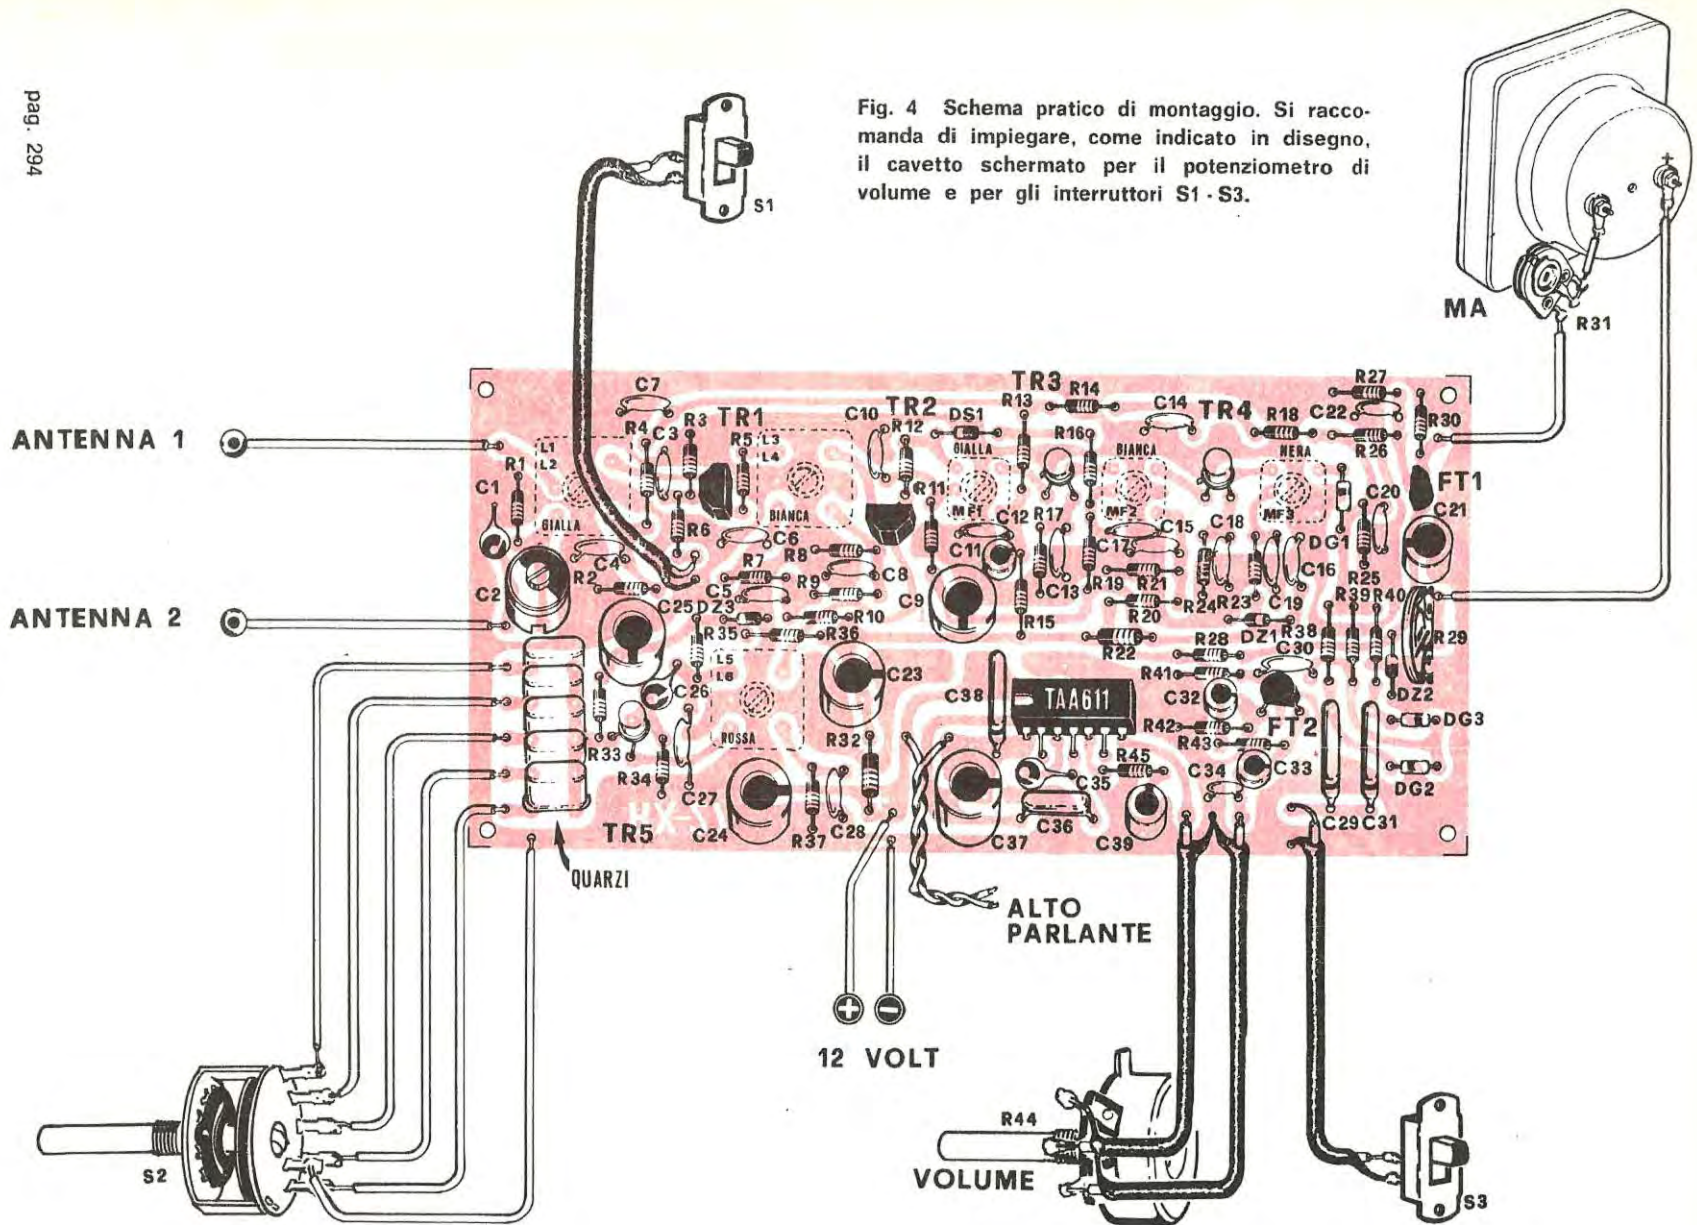 pag. 294
Fig. 4 Schema pratico di montaggio. Si racco-
manda di impiegare, come indicato in disegno,
il cavetto schermato per il potenziometro di
volume e per gli interruttori S1 - S3.
S1
MA
R31
ANTENNA 1
ANTENNA 2
C7
TR1
C10
TR2
DS1
TR3
R13
R14
C14
TR4
R18
R27
C22
R30
R26
R4
C3
R3
R5
L3
L4
R12
GIALLA
R16
BIANCA
NERA
L1
L2
R1
C1
GIALLA
R6
BIANCA
R11
MF1
MF2
MF3
C20
FT1
C21
C12
R17
C15
C18
DG1
C4
C6
R8
C11
C17
C16
R2
R7
C8
C2
C5
R9
C9
C13
R19
R21
R25
C25
DZ3
R10
R15
R20
R24
R23
C19
R39
R40
R35
R36
R22
R28
DZ1
R38
R29
L5
L6
C23
C30
R41
C26
C38
TAA611
C32
DZ2
FT2
DG3
R33
ROSSA
R32
R42
R43
R34
R45
C33
C27
C35
C34
DG2
HX-
TR5
C24
R37
C28
C37
C36
C39
C29
C31
QUARZI
ALTO
PARLANTE
+
-
12 VOLT
S2
R44
VOLUME
S3